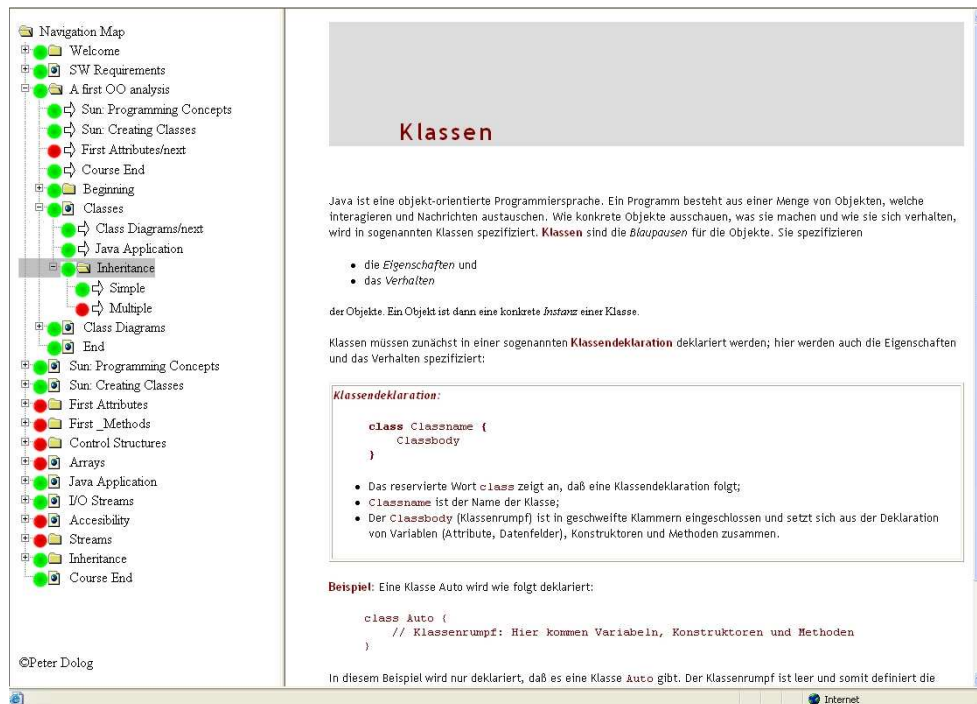 Navigation Map
Welcome
SW Requirements
A first OO analysis
Sun: Programming Concepts
Sun: Creating Classes
First Attributes/next
Course End
Beginning
Classes
Class Diagrams/next
Java Application
Inheritance
Simple
Multiple
Class Diagrams
End
Sun: Programming Concepts
Sun: Creating Classes
First Attributes
First _Methods
Control Structures
Arrays
Java Application
I/O Streams
Accesibility
Streams
Inheritance
Course End
©Peter Dolog
Klassen
Java ist eine objekt-orientierte Programmiersprache. Ein Programm besteht aus einer Menge von Objekten, welche
interagieren und Nachrichten austauschen. Wie konkrete Objekte ausschauen, was sie machen und wie sie sich verhalten,
wird in sogenannten Klassen spezifiziert. Klassen sind die Blaupausen für die Objekte. Sie spezifizieren
• die Eigenschaften und
• das Verhalten
der Objekte. Ein Objekt ist dann eine konkrete Instanz einer Klasse.
Klassen müssen zunächst in einer sogenannten Klassendeklaration deklariert werden; hier werden auch die Eigenschaften
und das Verhalten spezifiziert:
Klassendeklaration:
class Classname {
Classbody
}
• Das reservierte Wort class zeigt an, daß eine Klassendeklaration folgt;
• Classname ist der Name der Klasse;
• Der Classbody (Klassenrumpf) ist in geschweifte Klammern eingeschlossen und setzt sich aus der Deklaration
von Variablen (Attribute, Datenfelder), Konstruktoren und Methoden zusammen.
Beispiel: Eine Klasse Auto wird wie folgt deklariert:
class Auto {
// Klassenrumpf: Hier kommen Variabeln, Konstruktoren und Methoden
}
In diesem Beispiel wird nur deklariert, daß es eine Klasse Auto gibt. Der Klassenrumpf ist leer und somit definiert die
Internet